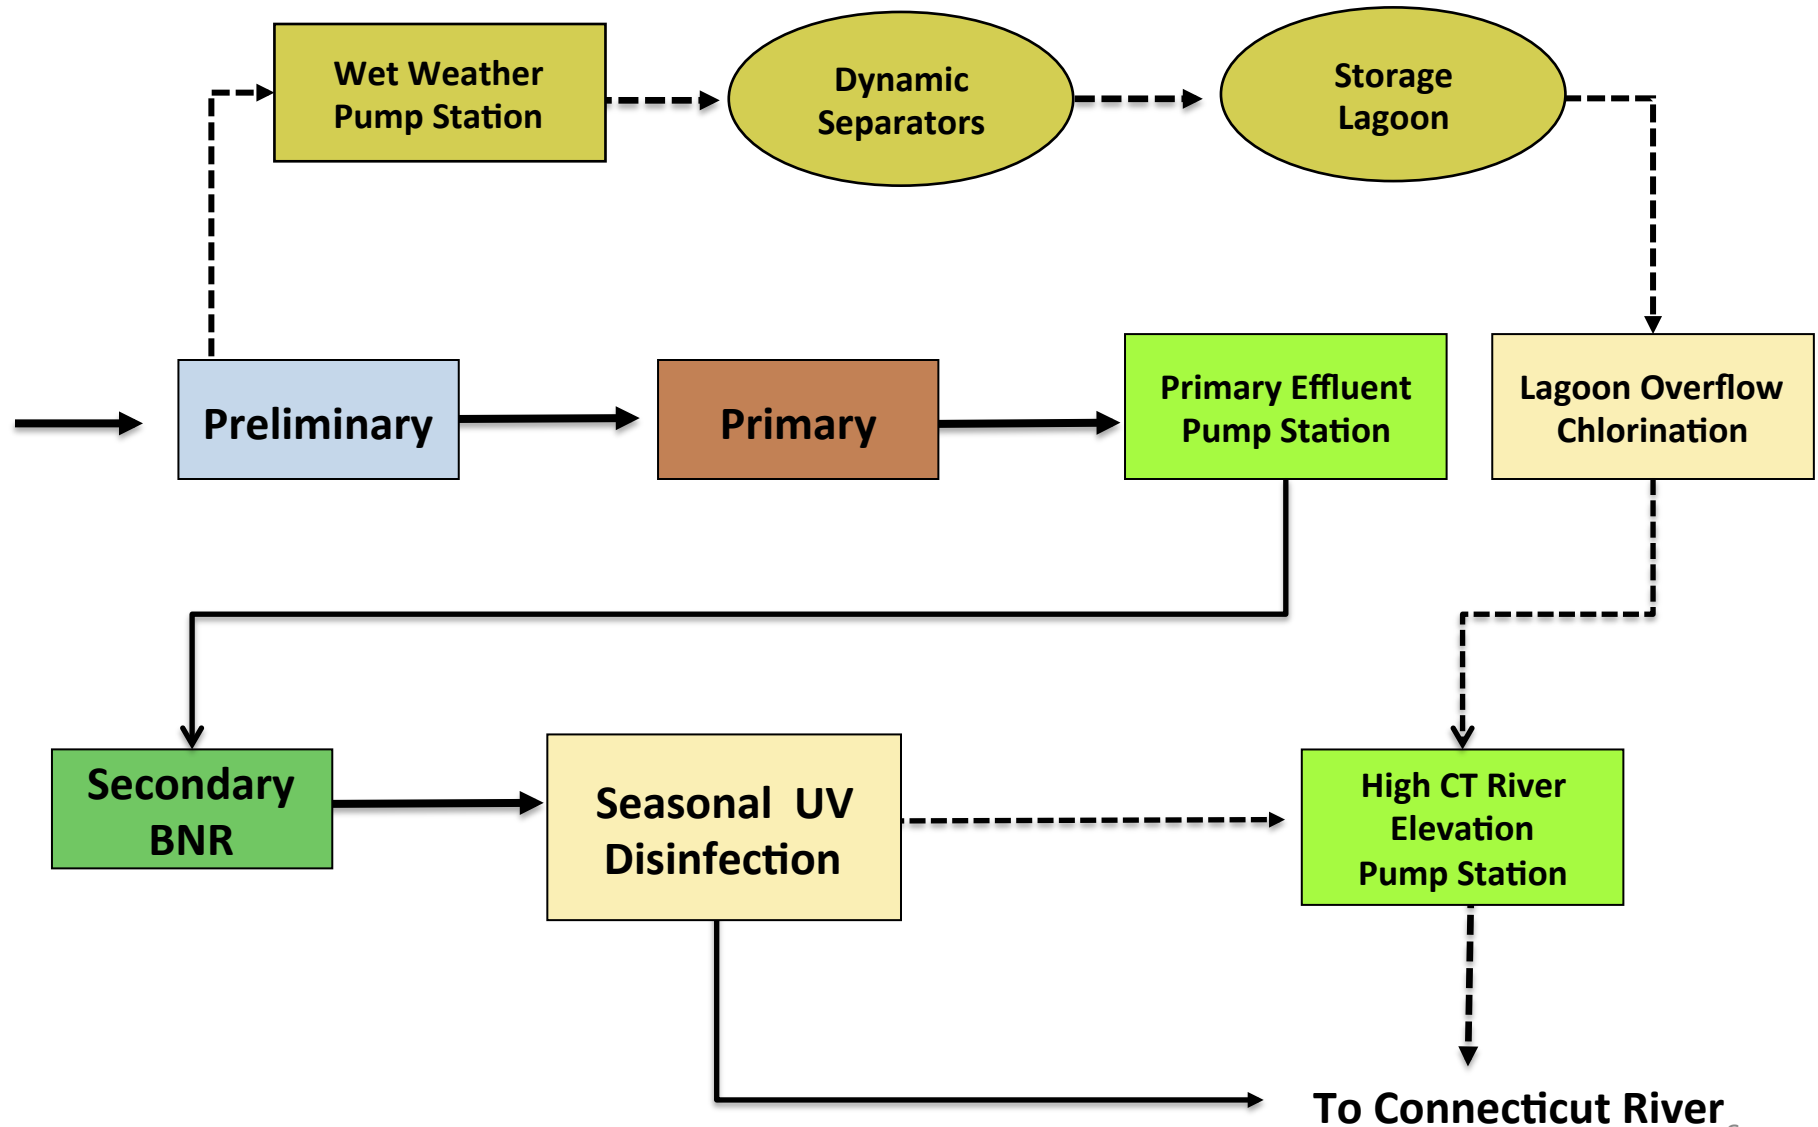 Wet Weather
Pump Station
Dynamic
Separators
Storage
Lagoon
Preliminary
Primary
Primary Effluent
Pump Station
Lagoon Overflow
Chlorination
Secondary
BNR
Seasonal UV
Disinfection
High CT River
Elevation
Pump Station
To Connecticut River